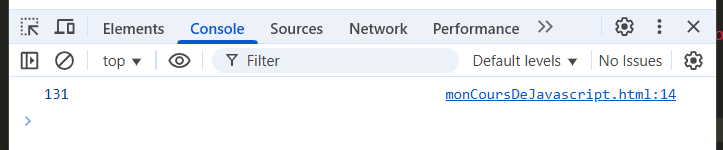 Elements Console Sources Network Performance
top Filter Default levels No Issues
131 monCoursDeJavascript.html:14